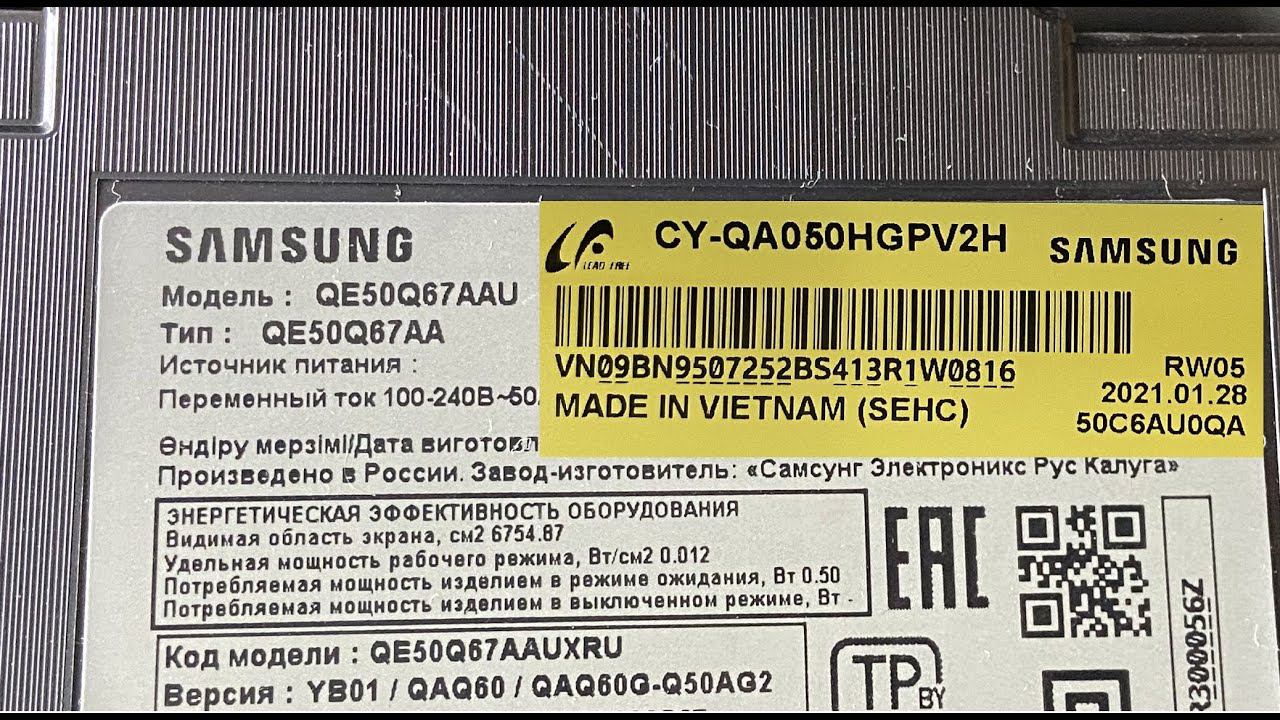 SAMSUNG
Модель : QE50Q67AAU
Тип : QE50Q67AA
Источник питания :
Переменный ток 100-240В~50
Өндіру мерзімі/Дата виготовл
Произведено в России. Завод-изготовитель: «Самсунг Электроникс Рус Калуга»
LEAD FREE
CY-QA050HGPV2H SAMSUNG
VN09BN9507252BS413R1W0816
MADE IN VIETNAM (SEHC)
RW05
2021.01.28
50C6AU0QA
ЭНЕРГЕТИЧЕСКАЯ ЭФФЕКТИВНОСТЬ ОБОРУДОВАНИЯ
Видимая область экрана, см2 6754.87
Удельная мощность рабочего режима, Вт/см2 0.012
Потребляемая мощность изделием в режиме ожидания, Вт 0.50
Потребляемая мощность изделием в выключенном режиме, Вт -
EAC
Код модели : QE50Q67AAUXRU
Версия : YB01 / QAQ60 / QAQ60G-Q50AG2
TP BY
R300056Z